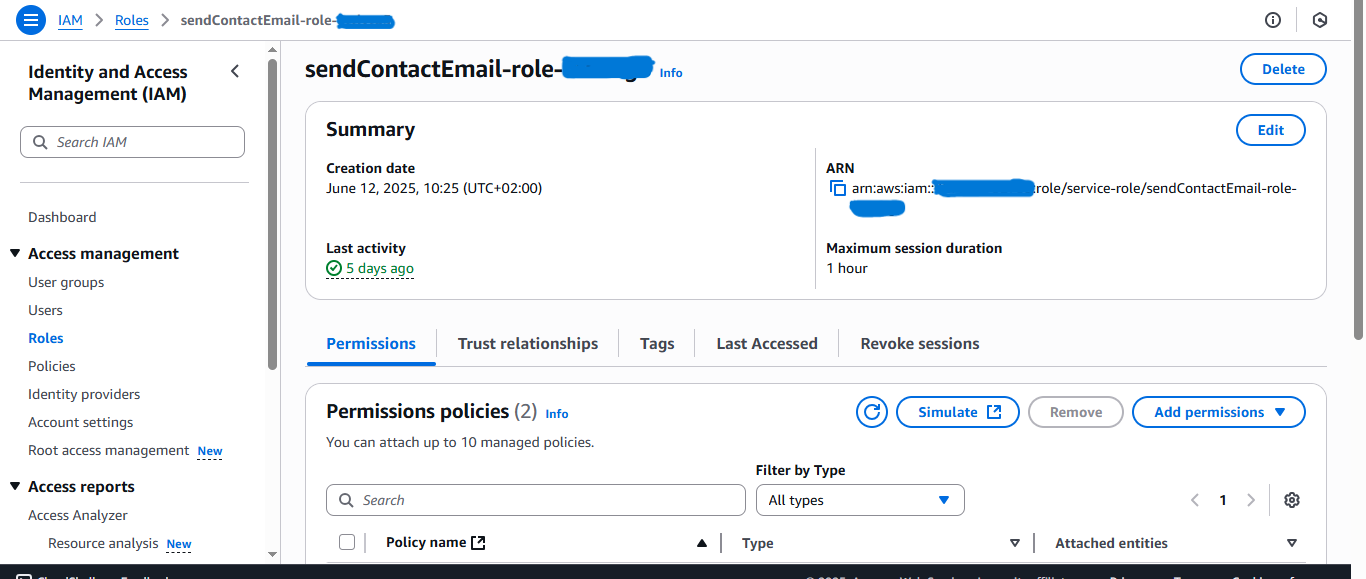 IAM > Roles > sendContactEmail-role-
Identity and Access
Management (IAM)
Search IAM
Dashboard
Access management
User groups
Users
Roles
Policies
Identity providers
Account settings
Root access management New
Access reports
Access Analyzer
Resource analysis New
sendContactEmail-role- Info
Delete
Summary
Edit
Creation date
June 12, 2025, 10:25 (UTC+02:00)
ARN
arn:aws:iam:: :role/service-role/sendContactEmail-role-
Last activity
5 days ago
Maximum session duration
1 hour
Permissions
Trust relationships
Tags
Last Accessed
Revoke sessions
Permissions policies (2) Info
Simulate
Remove
Add permissions
You can attach up to 10 managed policies.
Filter by Type
Search
All types
1
Policy name
Type
Attached entities